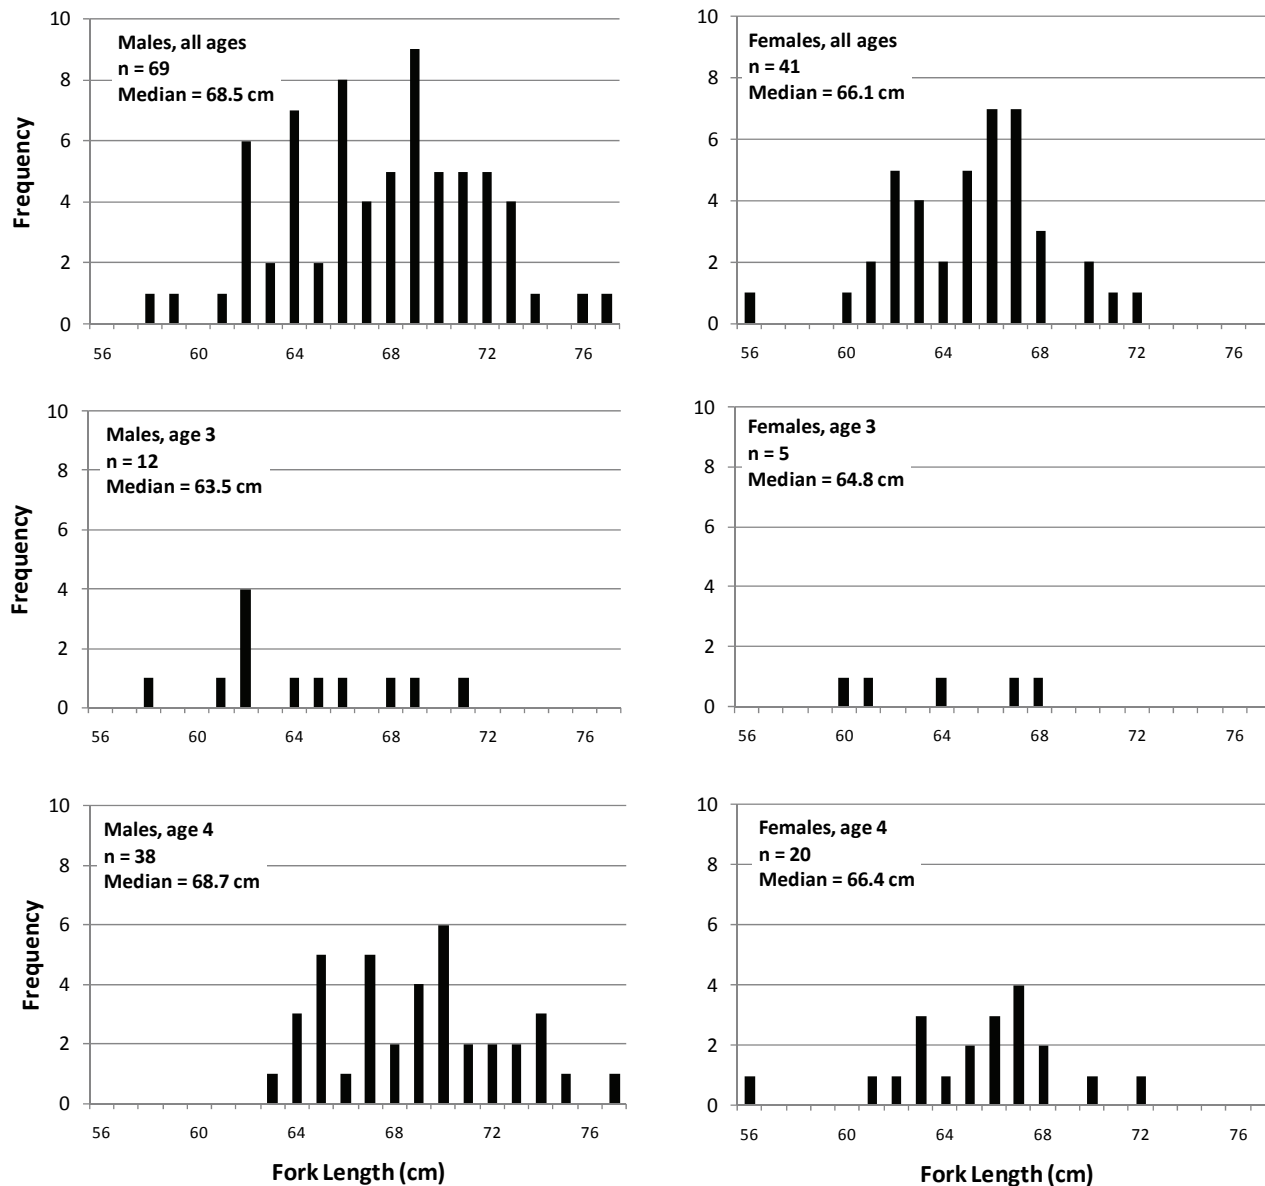 Males, all ages
n = 69
Median = 68.5 cm
Frequency
10
8
6
4
2
0
56 60 64 68 72 76
Females, all ages
n = 41
Median = 66.1 cm
10
8
6
4
2
0
56 60 64 68 72 76
Males, age 3
n = 12
Median = 63.5 cm
Frequency
10
8
6
4
2
0
56 60 64 68 72 76
Females, age 3
n = 5
Median = 64.8 cm
10
8
6
4
2
0
56 60 64 68 72 76
Males, age 4
n = 38
Median = 68.7 cm
Frequency
10
8
6
4
2
0
56 60 64 68 72 76
Fork Length (cm)
Females, age 4
n = 20
Median = 66.4 cm
10
8
6
4
2
0
56 60 64 68 72 76
Fork Length (cm)